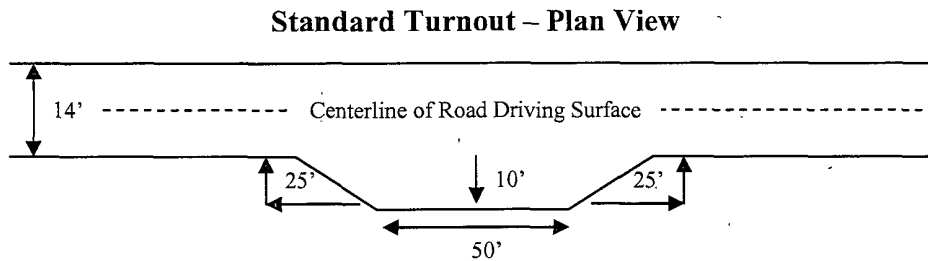 Standard Turnout – Plan View
14’
Centerline of Road Driving Surface
25’
10’
25’
50’